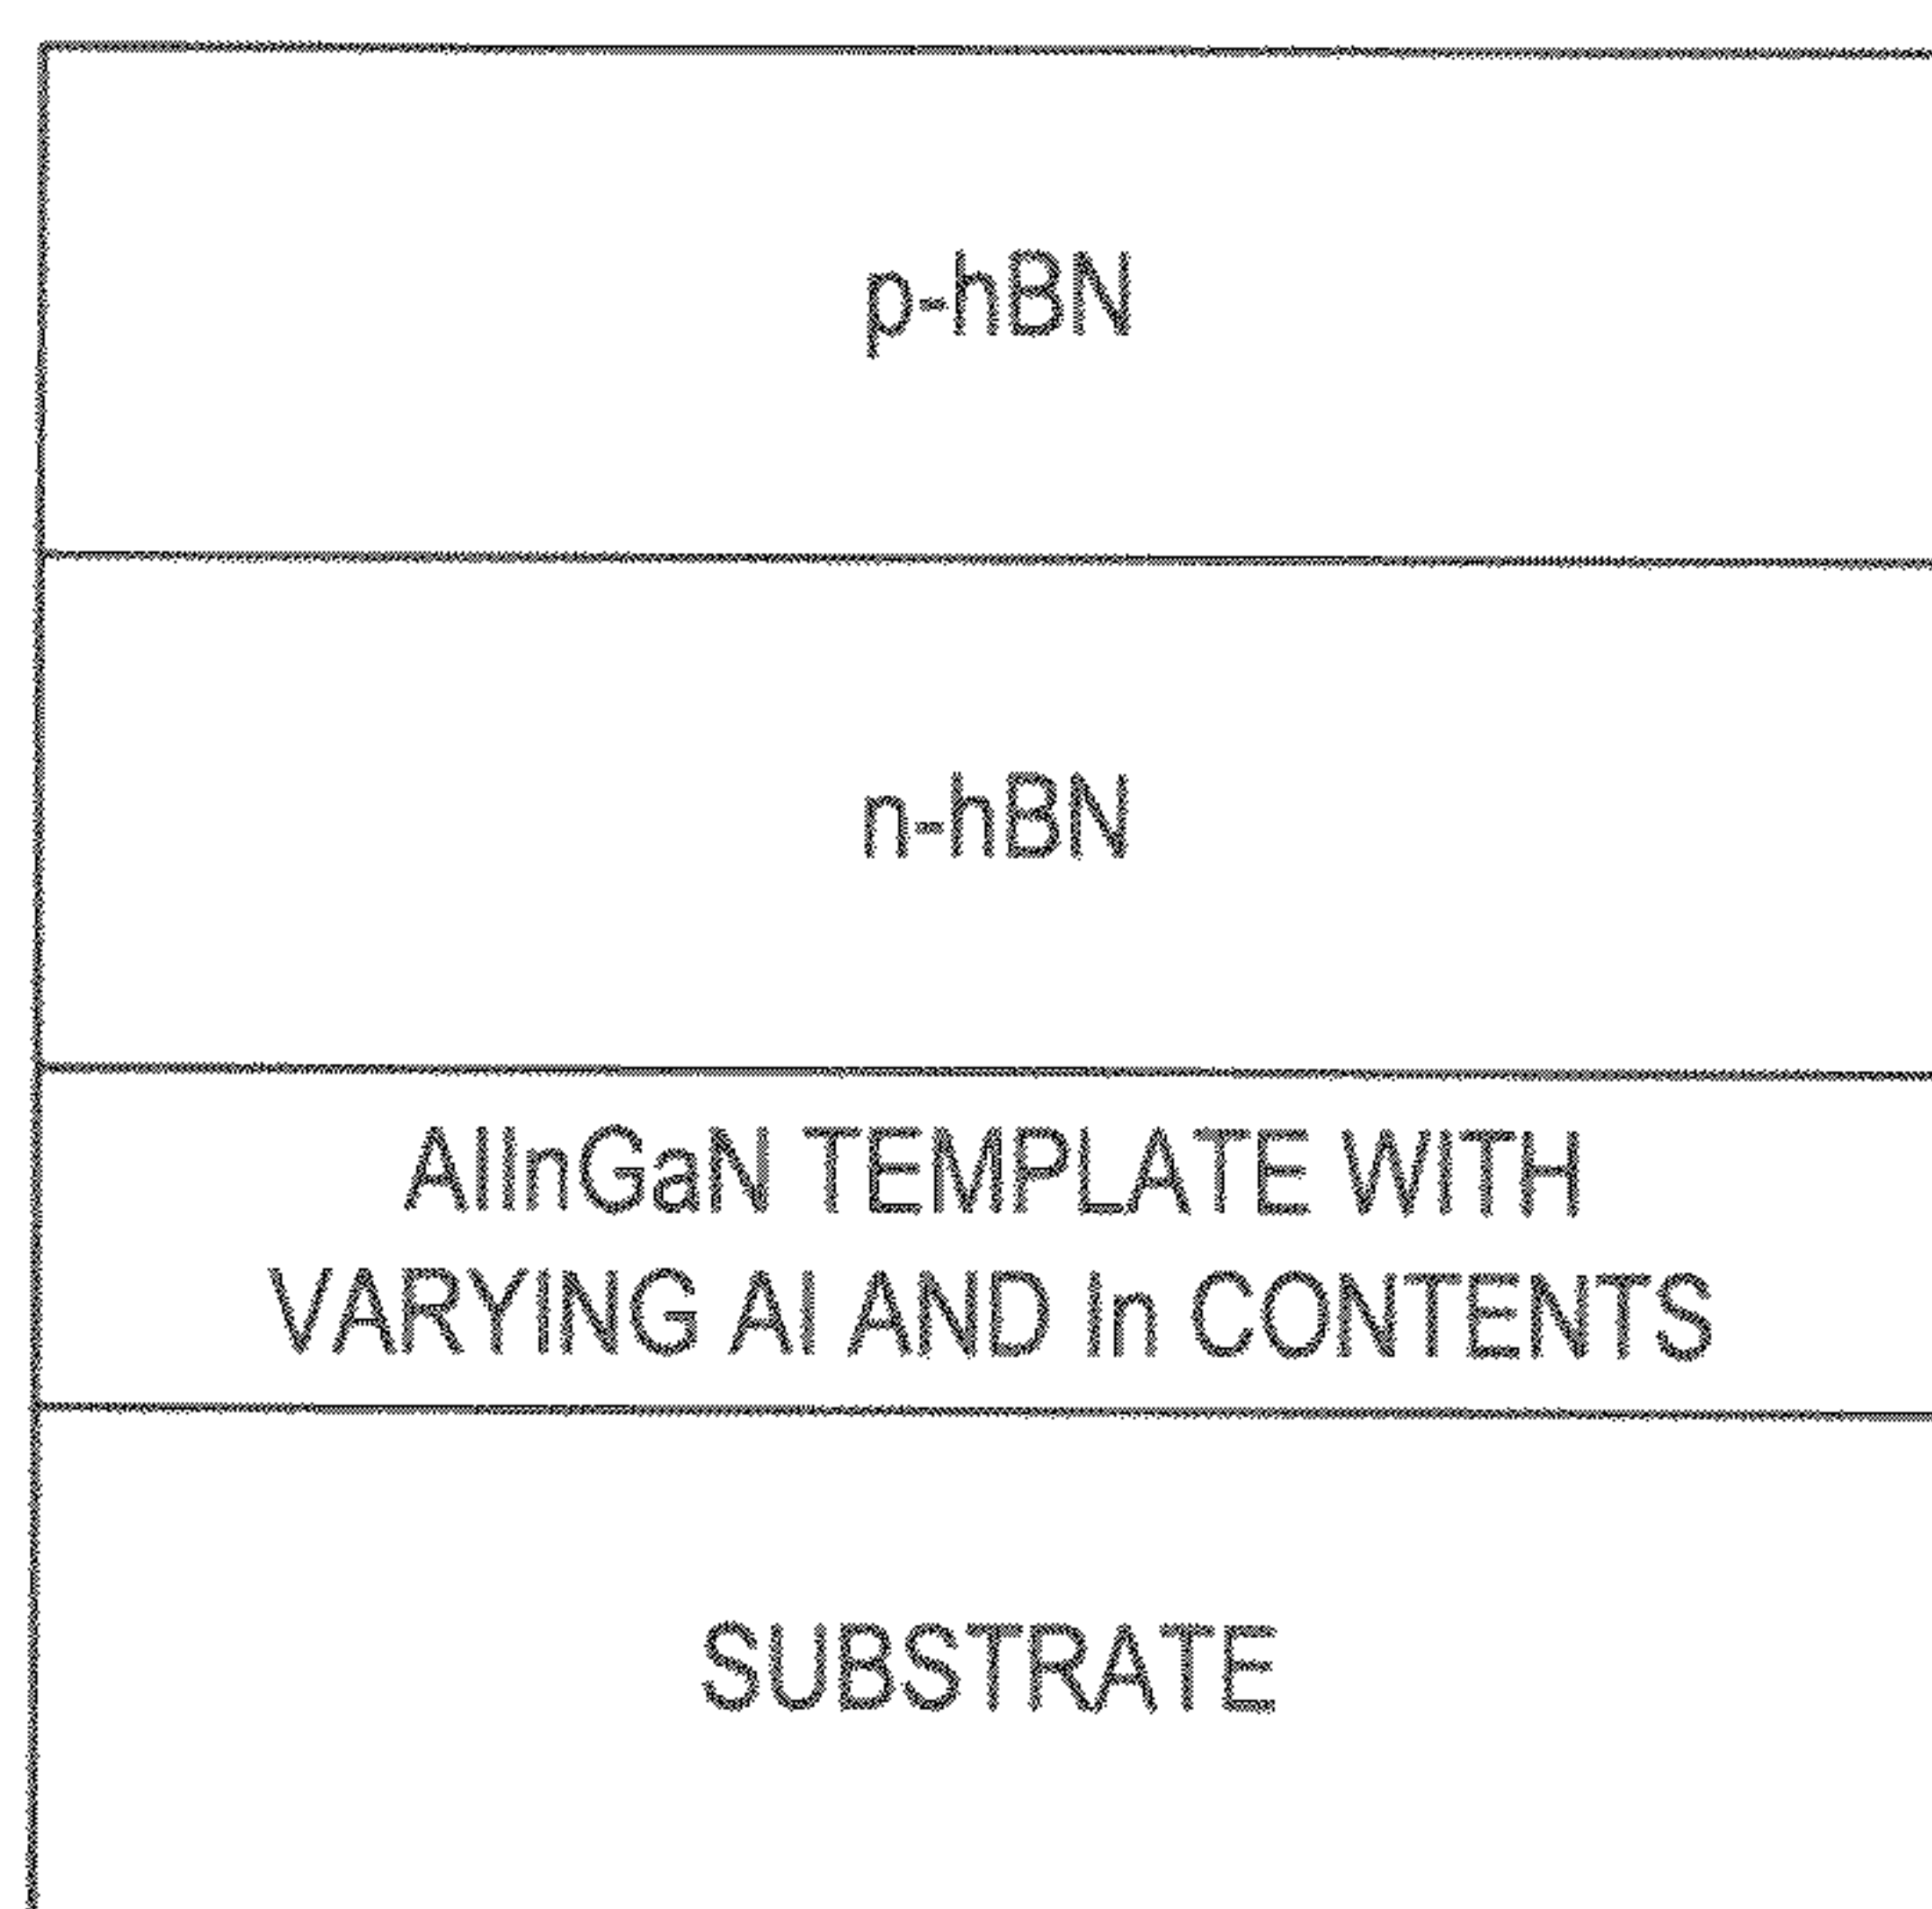 p-hBN
n-hBN
AlInGaN TEMPLATE WITH
VARYING Al AND In CONTENTS
SUBSTRATE